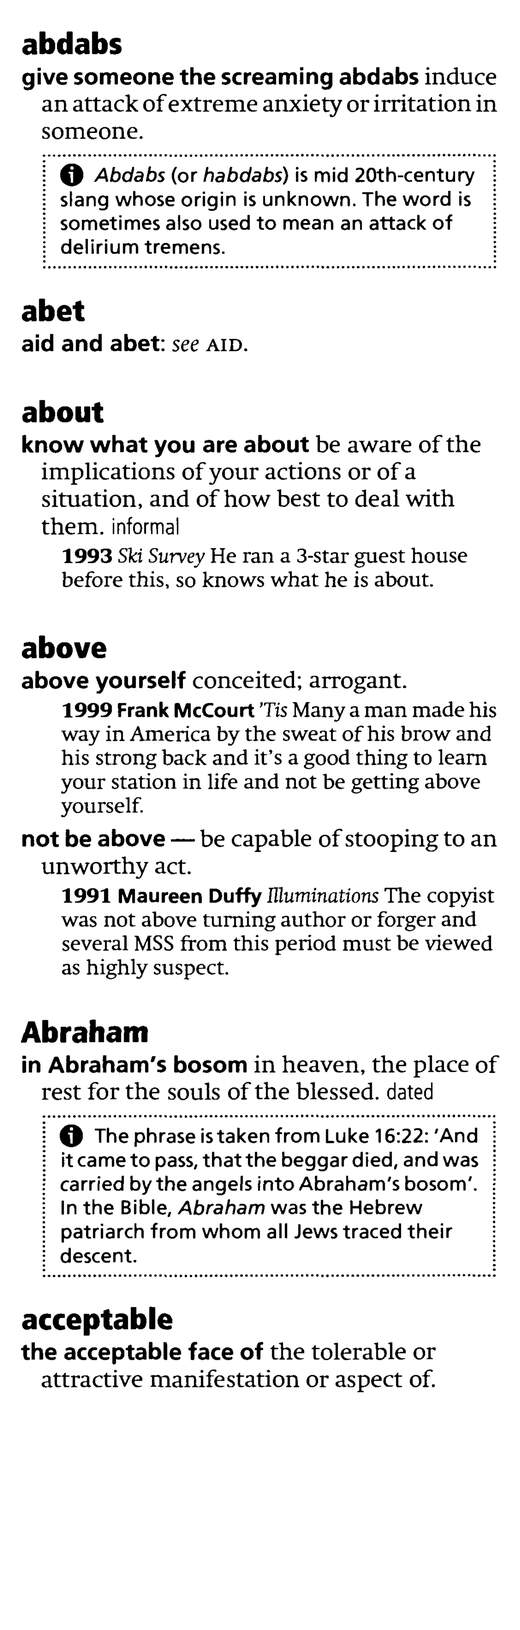 abdabs
give someone the screaming abdabs induce
an attack of extreme anxiety or irritation in
someone.
Abdabs (or habdabs) is mid 20th-century
slang whose origin is unknown. The word is
sometimes also used to mean an attack of
delirium tremens.
abet
aid and abet: see AID.
about
know what you are about be aware of the
implications of your actions or of a
situation, and of how best to deal with
them. informal
1993 Ski Survey He ran a 3-star guest house
before this, so knows what he is about.
above
above yourself conceited; arrogant.
1999 Frank McCourt 'Tis Many a man made his
way in America by the sweat of his brow and
his strong back and it's a good thing to learn
your station in life and not be getting above
yourself.
not be above — be capable of stooping to an
unworthy act.
1991 Maureen Duffy Illuminations The copyist
was not above turning author or forger and
several MSS from this period must be viewed
as highly suspect.
Abraham
in Abraham's bosom in heaven, the place of
rest for the souls of the blessed. dated
The phrase is taken from Luke 16:22: 'And
it came to pass, that the beggar died, and was
carried by the angels into Abraham's bosom'.
In the Bible, Abraham was the Hebrew
patriarch from whom all Jews traced their
descent.
acceptable
the acceptable face of the tolerable or
attractive manifestation or aspect of.